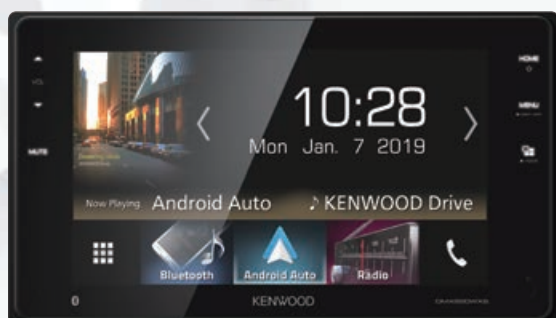 VOL
HOME
MENU
MUTE
10:28
Mon Jan. 7 2019
Now Playing Android Auto ♪ KENWOOD Drive
Bluetooth Android Auto Radio
KENWOOD